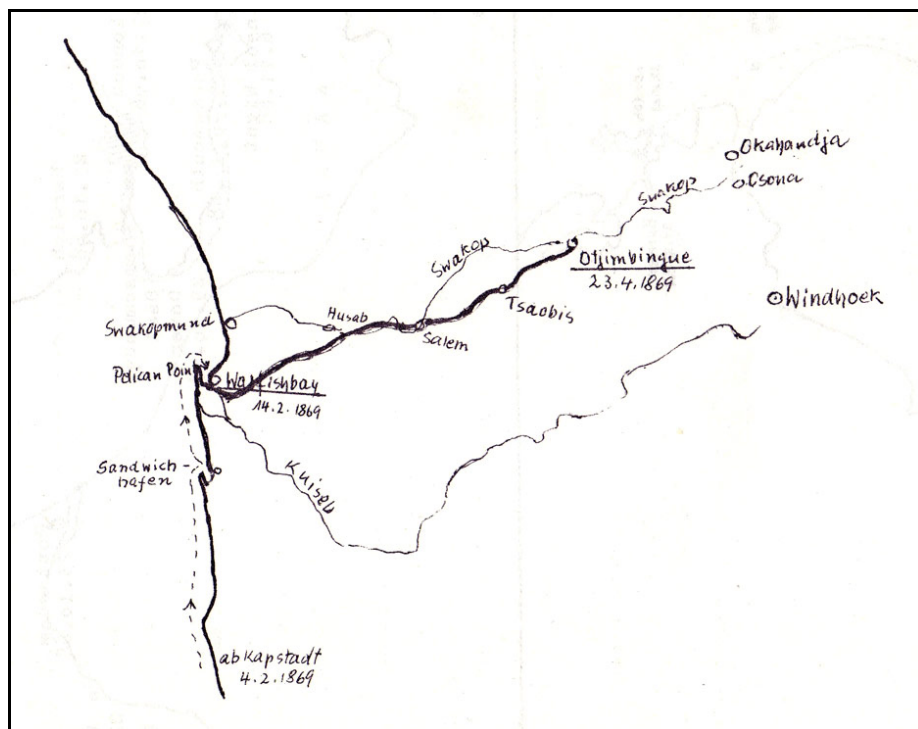 Okahandja
Osona
Swakop
Swakop
Otjimbingue
23.4.1869
Windhoek
Tsaobis
Husab
Salem
Swakopmund
Pelican Poin
Walfishbay
14.2.1869
Sandwich-
hafen
Kuiseb
ab Kapstadt
4.2.1869